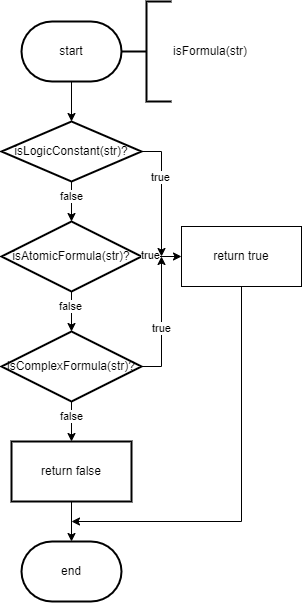 start
isFormula(str)
isLogicConstant(str)?
true
false
isAtomicFormula(str)?
true
return true
false
true
isComplexFormula(str)?
false
return false
end